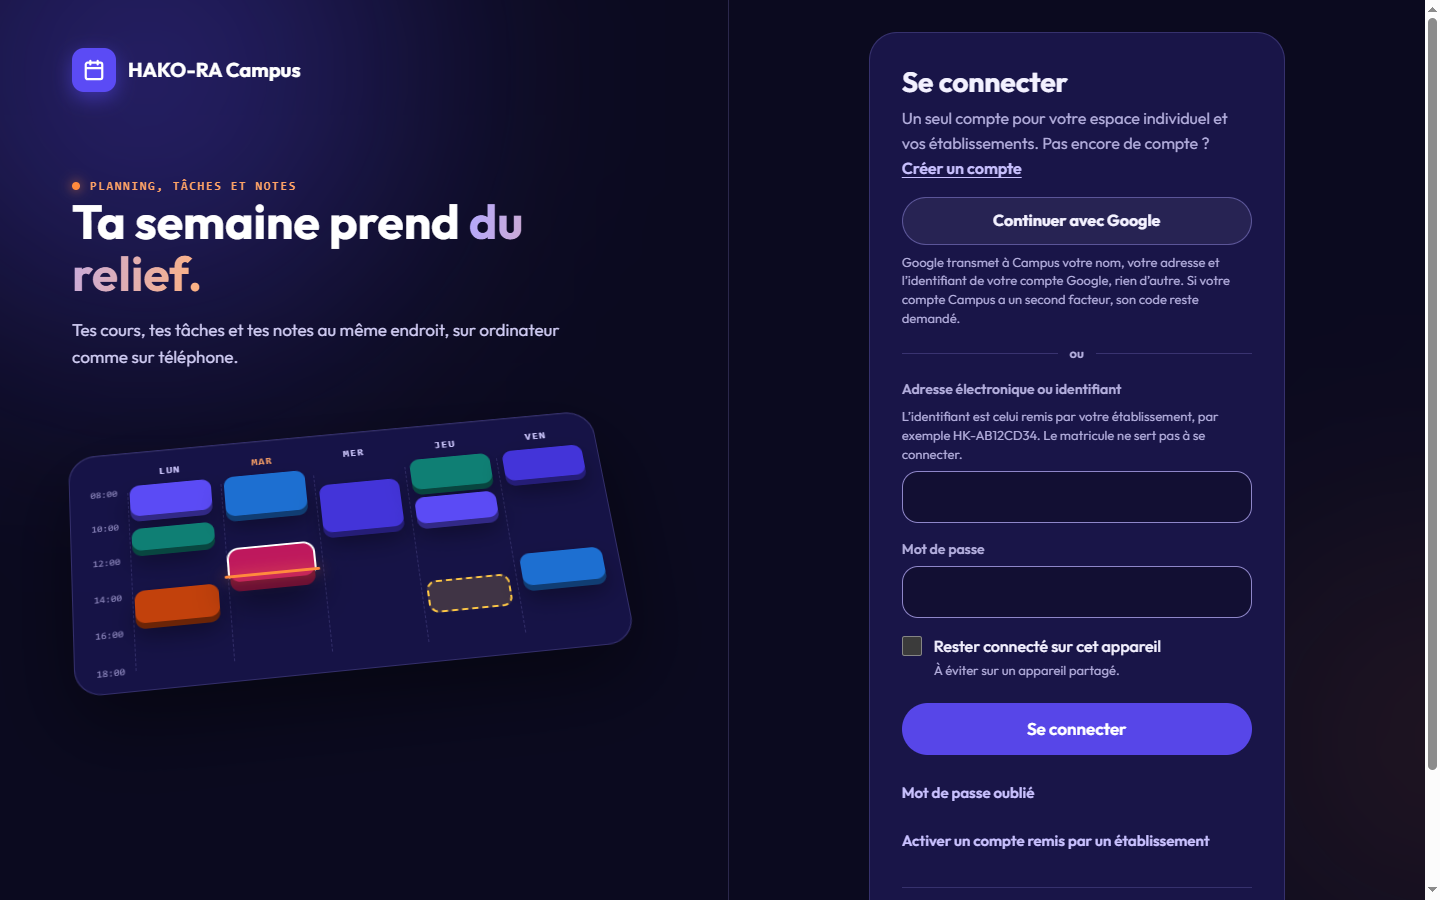 HAKO-RA Campus
PLANNING, TÂCHES ET NOTES
Ta semaine prend du
relief.
Tes cours, tes tâches et tes notes au même endroit, sur ordinateur
comme sur téléphone.
LUN
MAR
MER
JEU
VEN
08:00
10:00
12:00
14:00
16:00
18:00
Se connecter
Un seul compte pour votre espace individuel et
vos établissements. Pas encore de compte ?
Créer un compte
Continuer avec Google
Google transmet à Campus votre nom, votre adresse et
l’identifiant de votre compte Google, rien d’autre. Si votre
compte Campus a un second facteur, son code reste
demandé.
ou
Adresse électronique ou identifiant
L’identifiant est celui remis par votre établissement, par
exemple HK-AB12CD34. Le matricule ne sert pas à se
connecter.
Mot de passe
Rester connecté sur cet appareil
À éviter sur un appareil partagé.
Se connecter
Mot de passe oublié
Activer un compte remis par un établissement